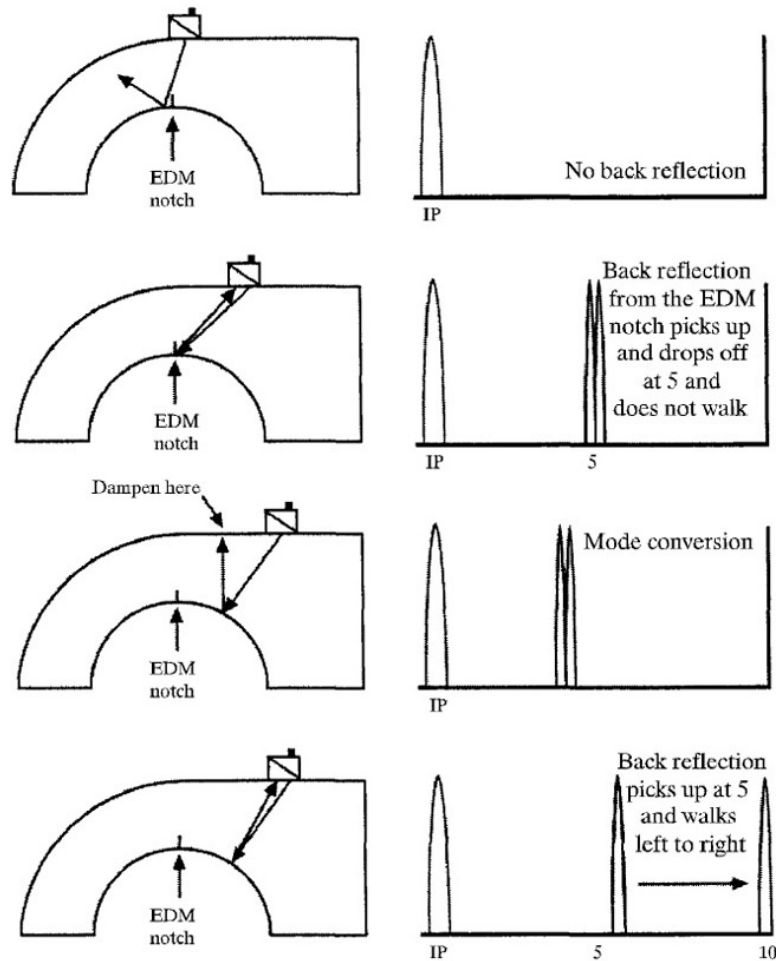 EDM
notch
No back reflection
IP
EDM
notch
Back reflection
from the EDM
notch picks up
and drops off
at 5 and
does not walk
IP
5
Dampen here
EDM
notch
Mode conversion
IP
EDM
notch
Back reflection
picks up at 5
and walks
left to right
IP
5
10